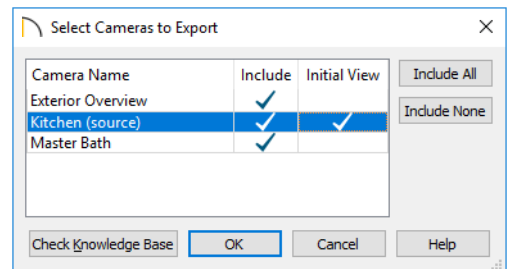 Select Cameras to Export
Camera Name Include Initial View
Exterior Overview
Kitchen (source)
Master Bath
Include All
Include None
Check Knowledge Base OK Cancel Help